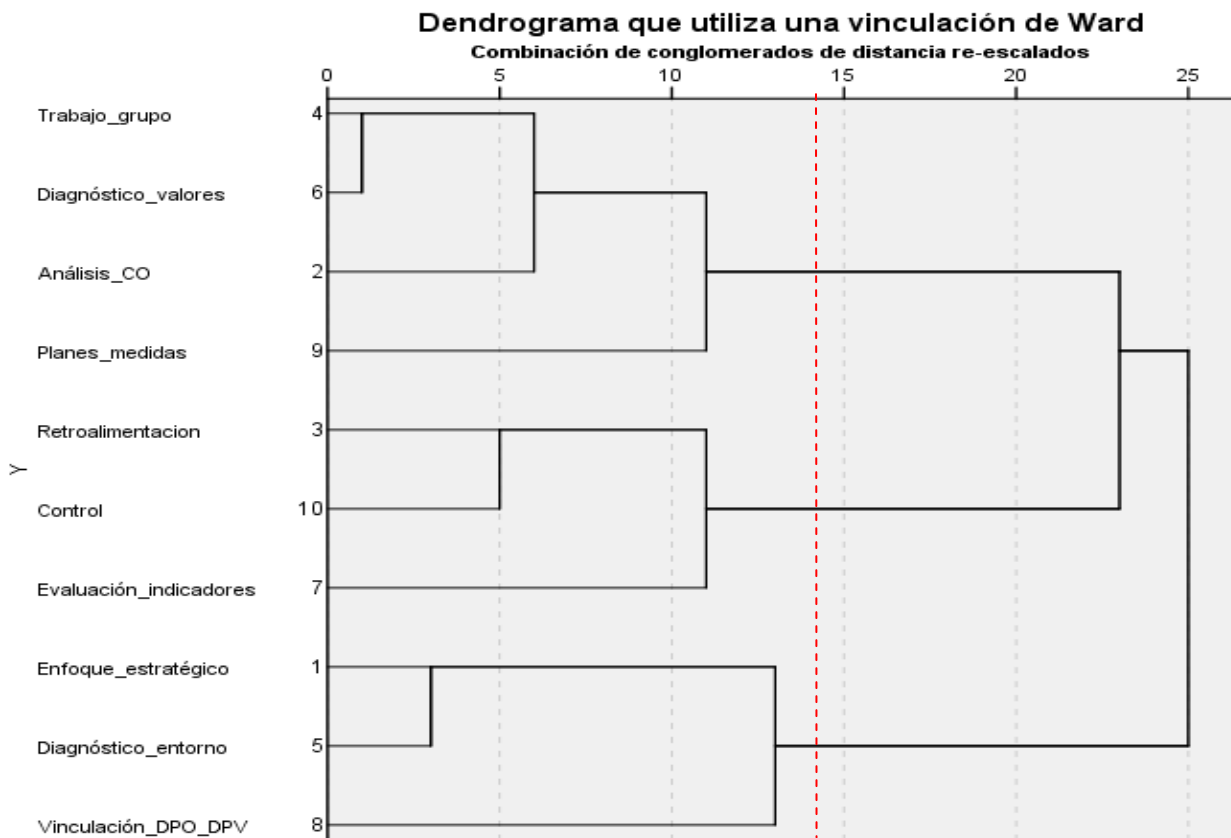 Dendrograma que utiliza una vinculación de Ward
Combinación de conglomerados de distancia re-escalados
0 5 10 15 20 25
Trabajo_grupo 4
Diagnóstico_valores 6
Análisis_CO 2
Planes_medidas 9
Retroalimentacion 3
Y
Control 10
Evaluación_indicadores 7
Enfoque_estratégico 1
Diagnóstico_entorno 5
Vinculación_DPO_DPV 8